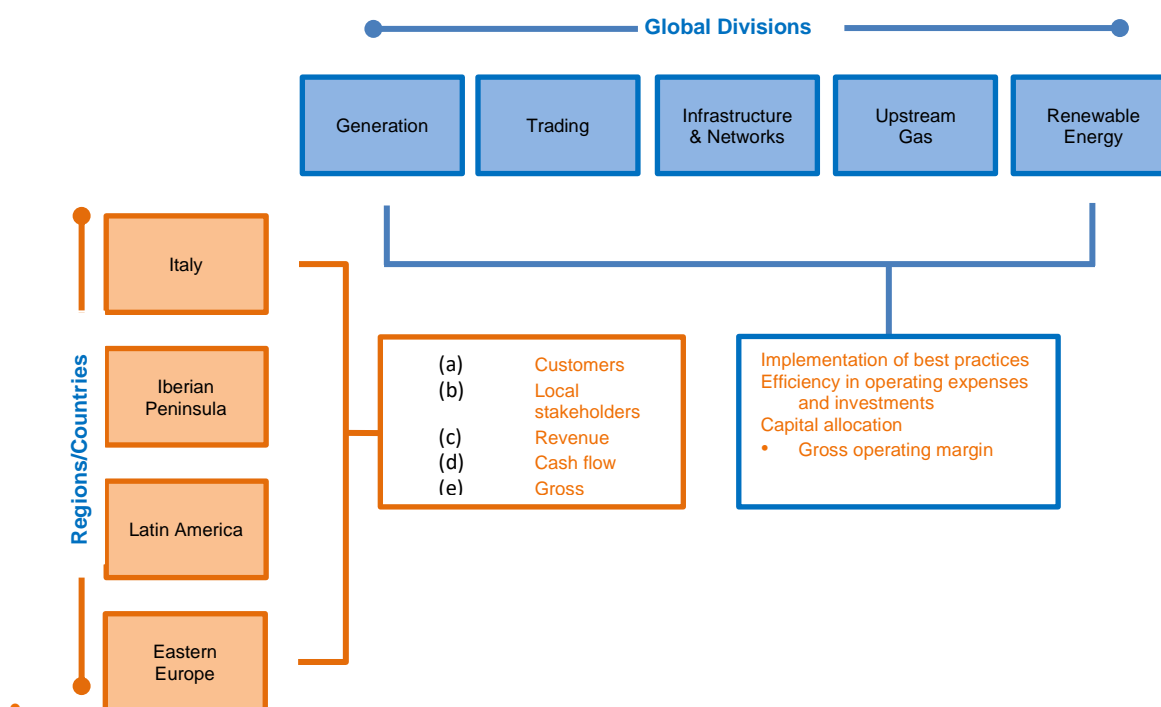 Global Divisions
Generation
Trading
Infrastructure
& Networks
Upstream
Gas
Renewable
Energy
Regions/Countries
Italy
Iberian
Peninsula
Latin America
Eastern
Europe
(a) Customers
(b) Local
stakeholders
(c) Revenue
(d) Cash flow
(e) Gross
Implementation of best practices
Efficiency in operating expenses
and investments
Capital allocation
• Gross operating margin